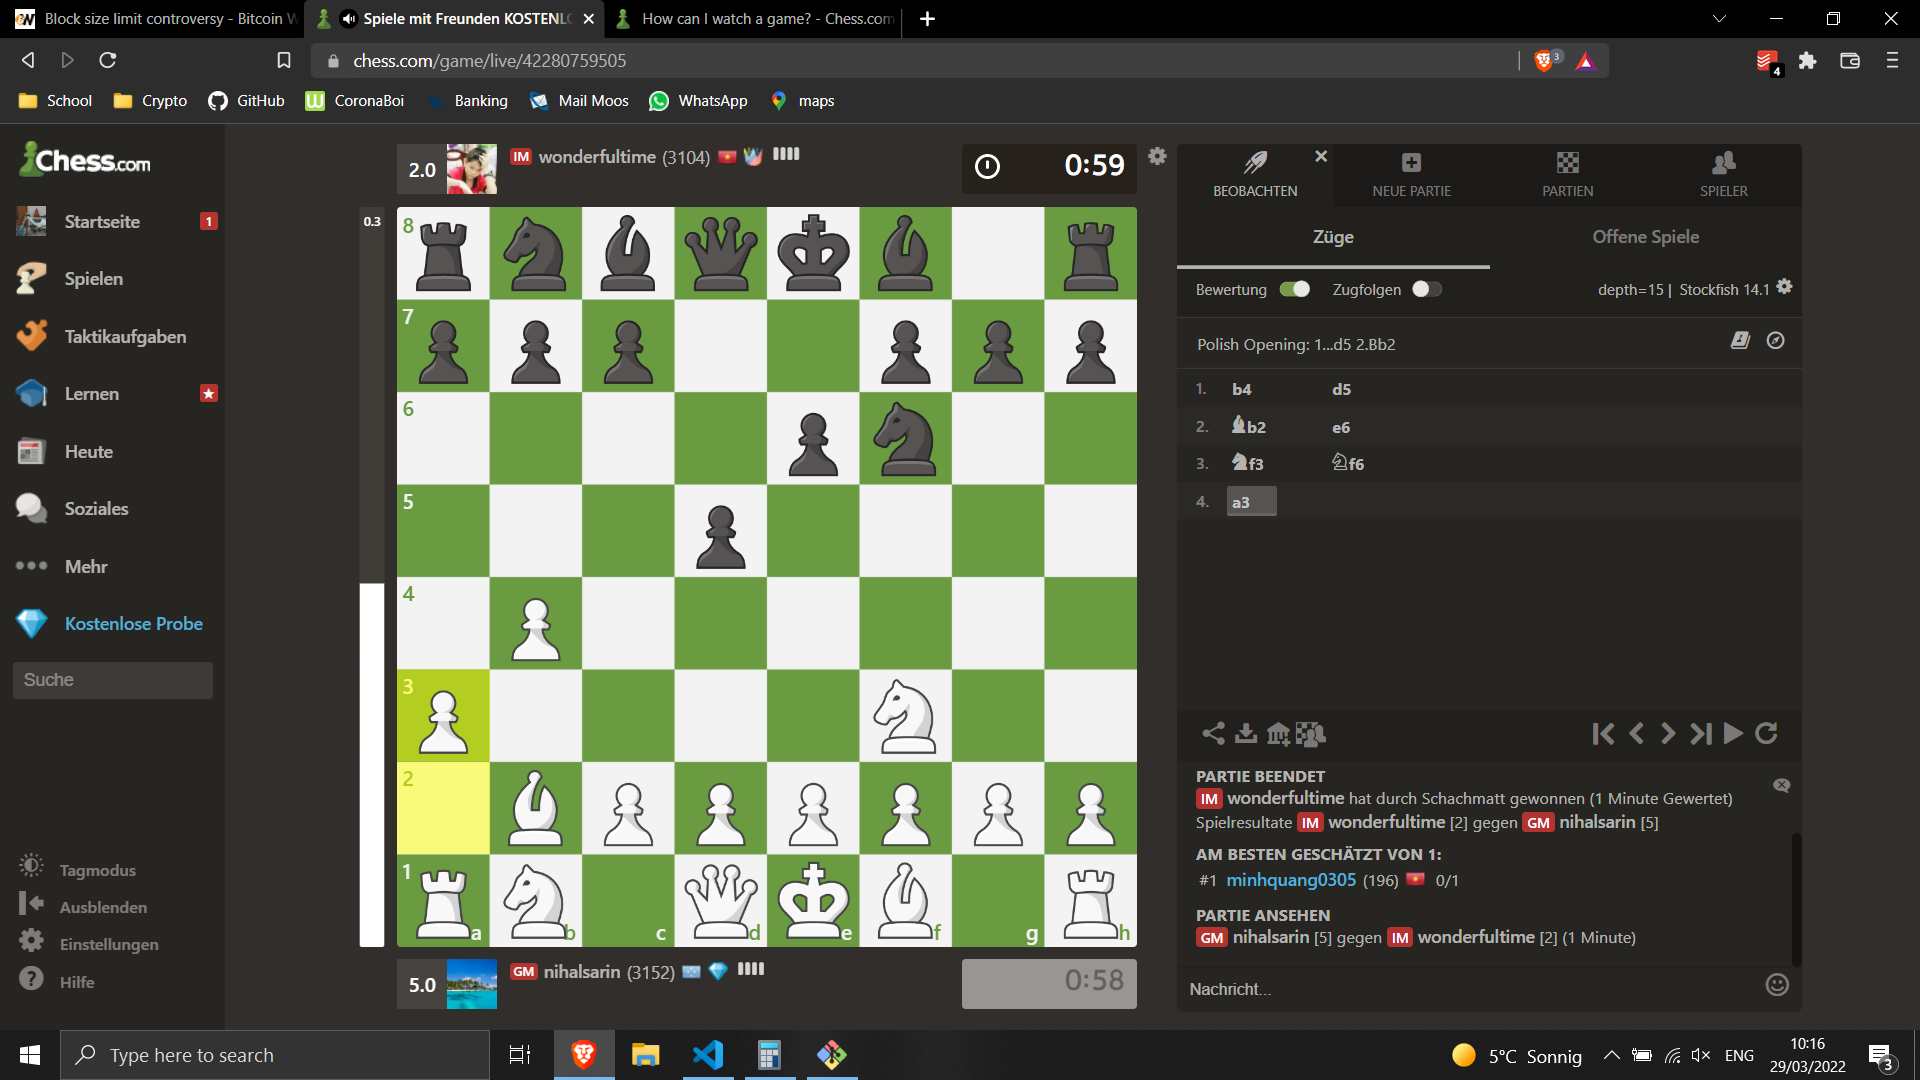 Block size limit controversy - Bitcoin W
Spiele mit Freunden KOSTENLO
How can I watch a game? - Chess.com
chess.com/game/live/42280759505
3
4
School
Crypto
GitHub
CoronaBoi
Banking
Mail Moos
WhatsApp
maps
Chess.com
Startseite
1
Spielen
Taktikaufgaben
Lernen
Heute
Soziales
Mehr
Kostenlose Probe
Suche
Tagmodus
Ausblenden
Einstellungen
Hilfe
2.0
IM wonderfultime (3104)
0:59
0.3
8
7
6
5
4
3
2
1
a b c d e f g h
5.0
GM nihalsarin (3152)
0:58
BEOBACHTEN
NEUE PARTIE
PARTIEN
SPIELER
Züge
Offene Spiele
Bewertung
Zugfolgen
depth=15 | Stockfish 14.1
Polish Opening: 1...d5 2.Bb2
1. b4 d5
2. b2 e6
3. f3 f6
4. a3
PARTIE BEENDET
IM wonderfultime hat durch Schachmatt gewonnen (1 Minute Gewertet)
Spielresultate IM wonderfultime [2] gegen GM nihalsarin [5]
AM BESTEN GESCHÄTZT VON 1:
#1 minhquang0305 (196) 0/1
PARTIE ANSEHEN
GM nihalsarin [5] gegen IM wonderfultime [2] (1 Minute)
Nachricht...
Type here to search
5°C Sonnig
ENG
10:16
29/03/2022
3